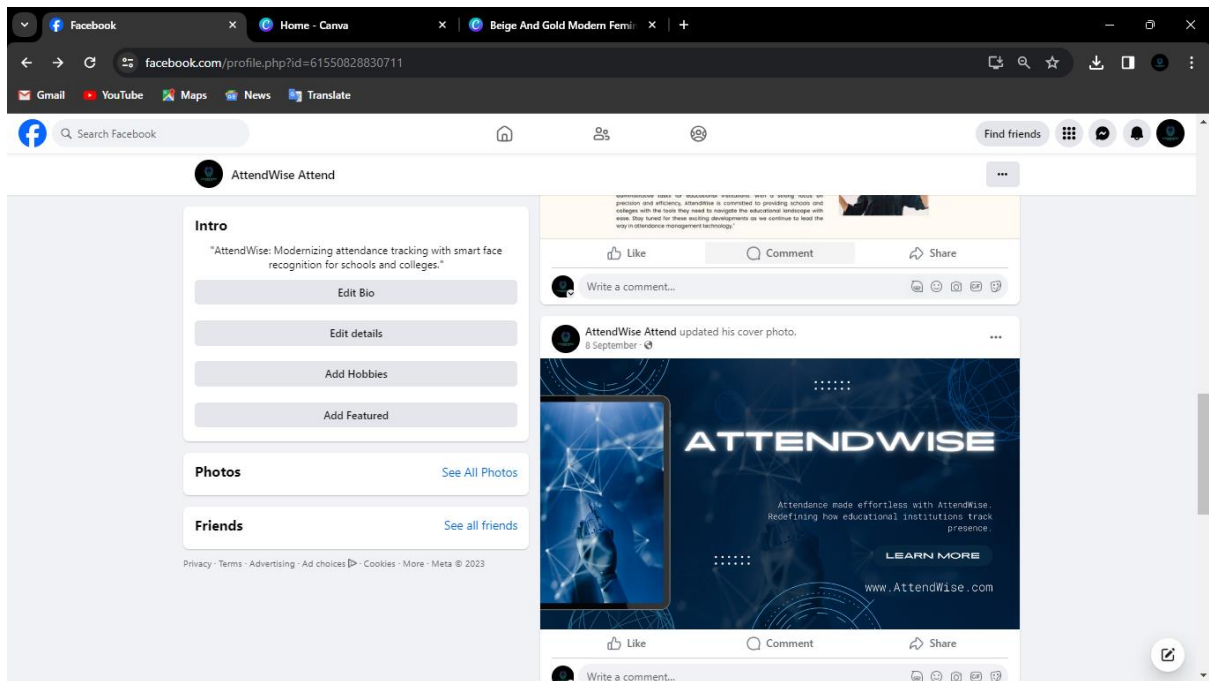 Facebook
Home - Canva
Beige And Gold Modern Femin
facebook.com/profile.php?id=61550828830711
Gmail YouTube Maps News Translate
Search Facebook
Find friends
AttendWise Attend
Intro
"AttendWise: Modernizing attendance tracking with smart face
recognition for schools and colleges."
Edit Bio
Edit details
Add Hobbies
Add Featured
Photos
See All Photos
Friends
See all friends
Privacy · Terms · Advertising · Ad choices · Cookies · More · Meta © 2023
precision and efficiency, AttendWise is committed to providing schools and
colleges with the tools they need to navigate the educational landscape with
ease. Stay tuned for these exciting developments as we continue to lead the
way in attendance management technology."
Like Comment Share
Write a comment...
GIF
AttendWise Attend updated his cover photo.
8 September ·
ATTENDWISE
Attendance made effortless with AttendWise.
Redefining how educational institutions track
presence.
LEARN MORE
www.AttendWise.com
Like Comment Share
Write a comment...
GIF